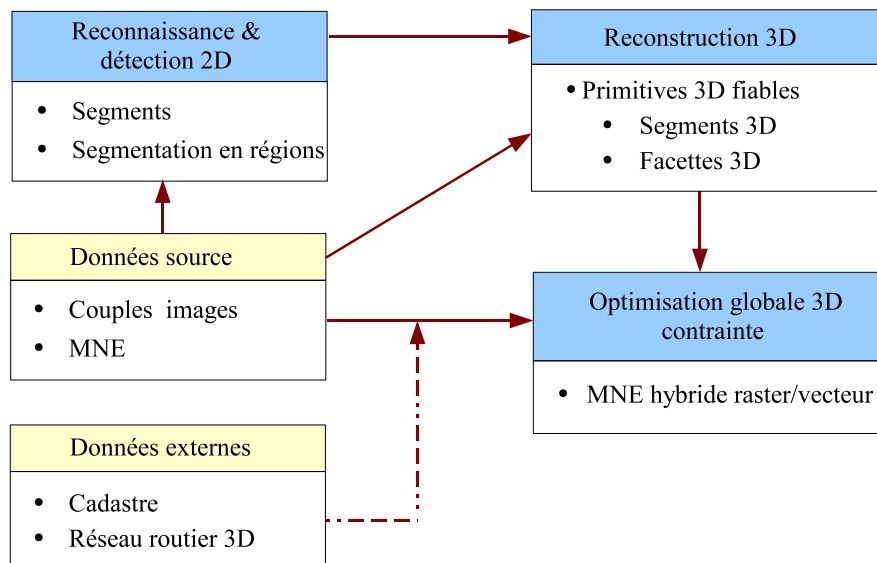 Reconnaissance &
détection 2D
• Segments
• Segmentation en régions
Reconstruction 3D
• Primitives 3D fiables
• Segments 3D
• Facettes 3D
Données source
• Couples images
• MNE
Optimisation globale 3D
contrainte
• MNE hybride raster/vecteur
Données externes
• Cadastre
• Réseau routier 3D